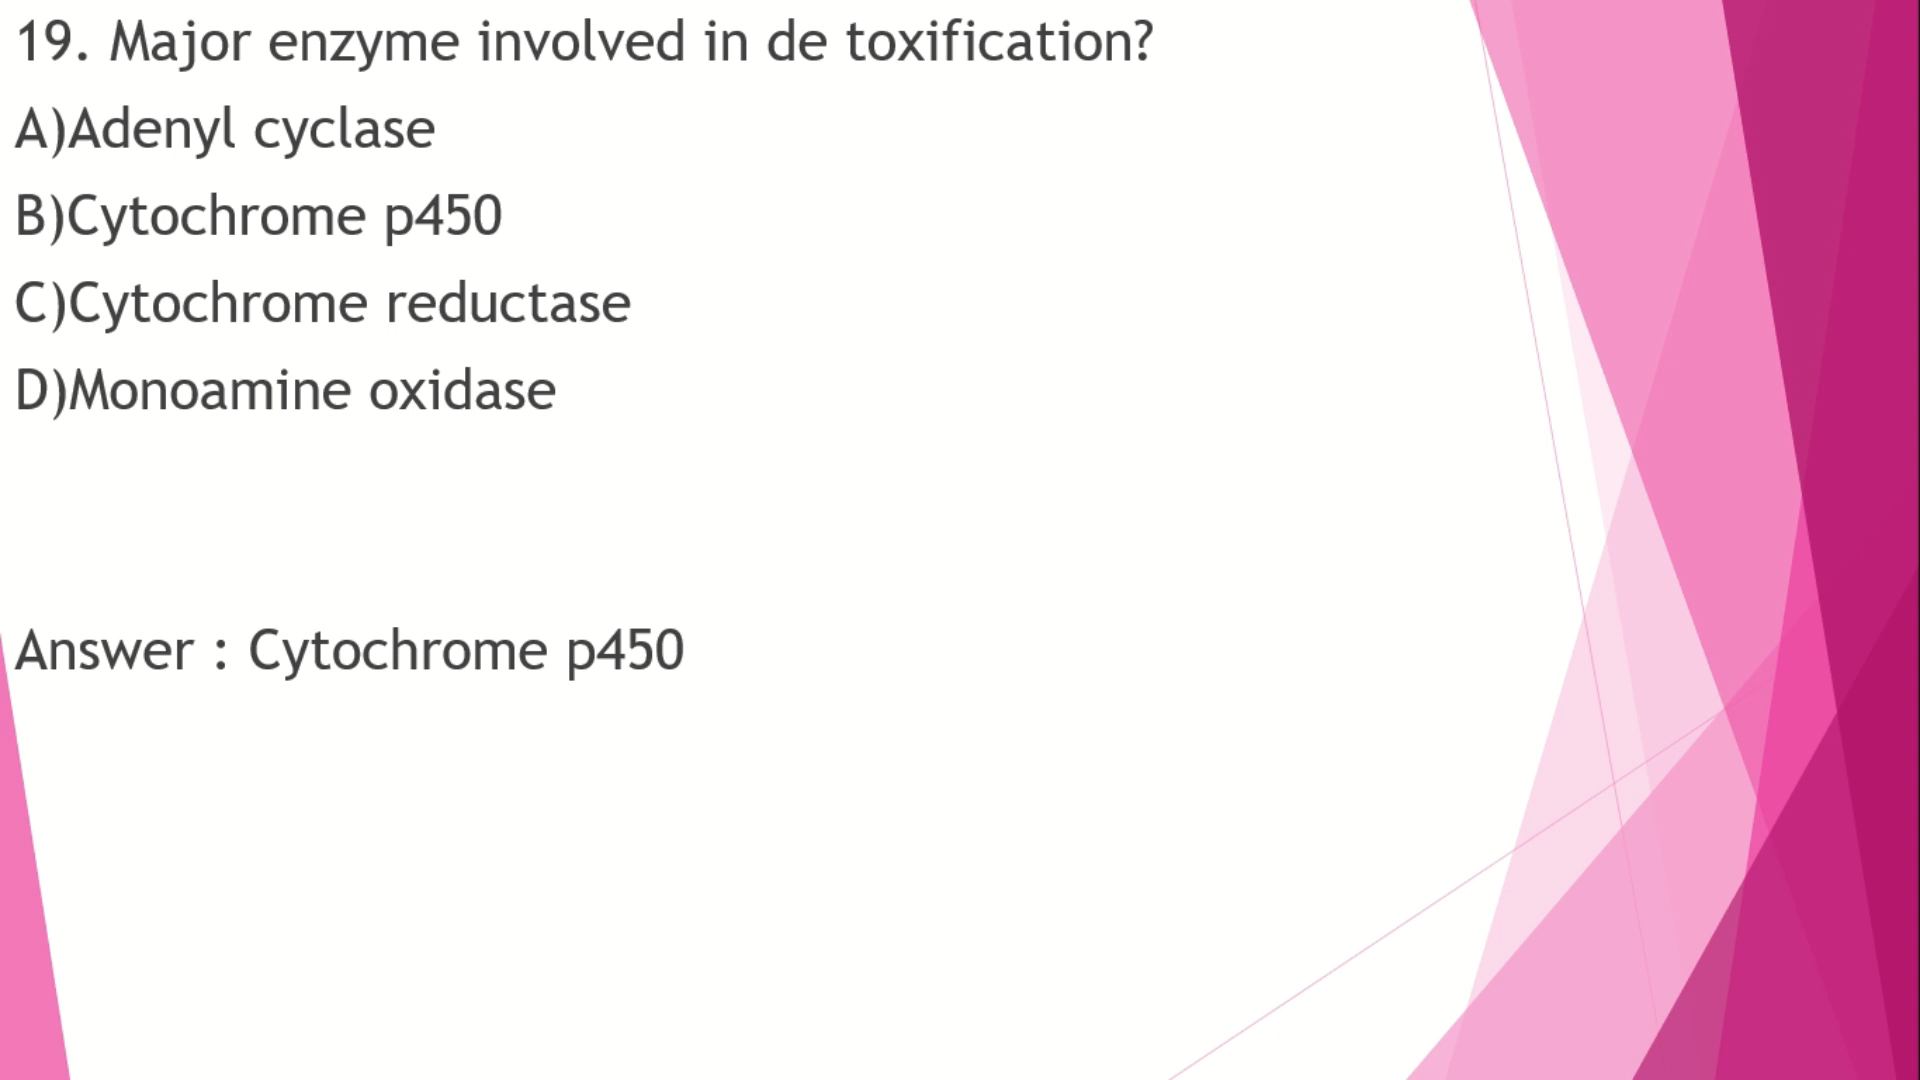 19. Major enzyme involved in de toxification?
A)Adenyl cyclase
B)Cytochrome p450
C)Cytochrome reductase
D)Monoamine oxidase
Answer : Cytochrome p450